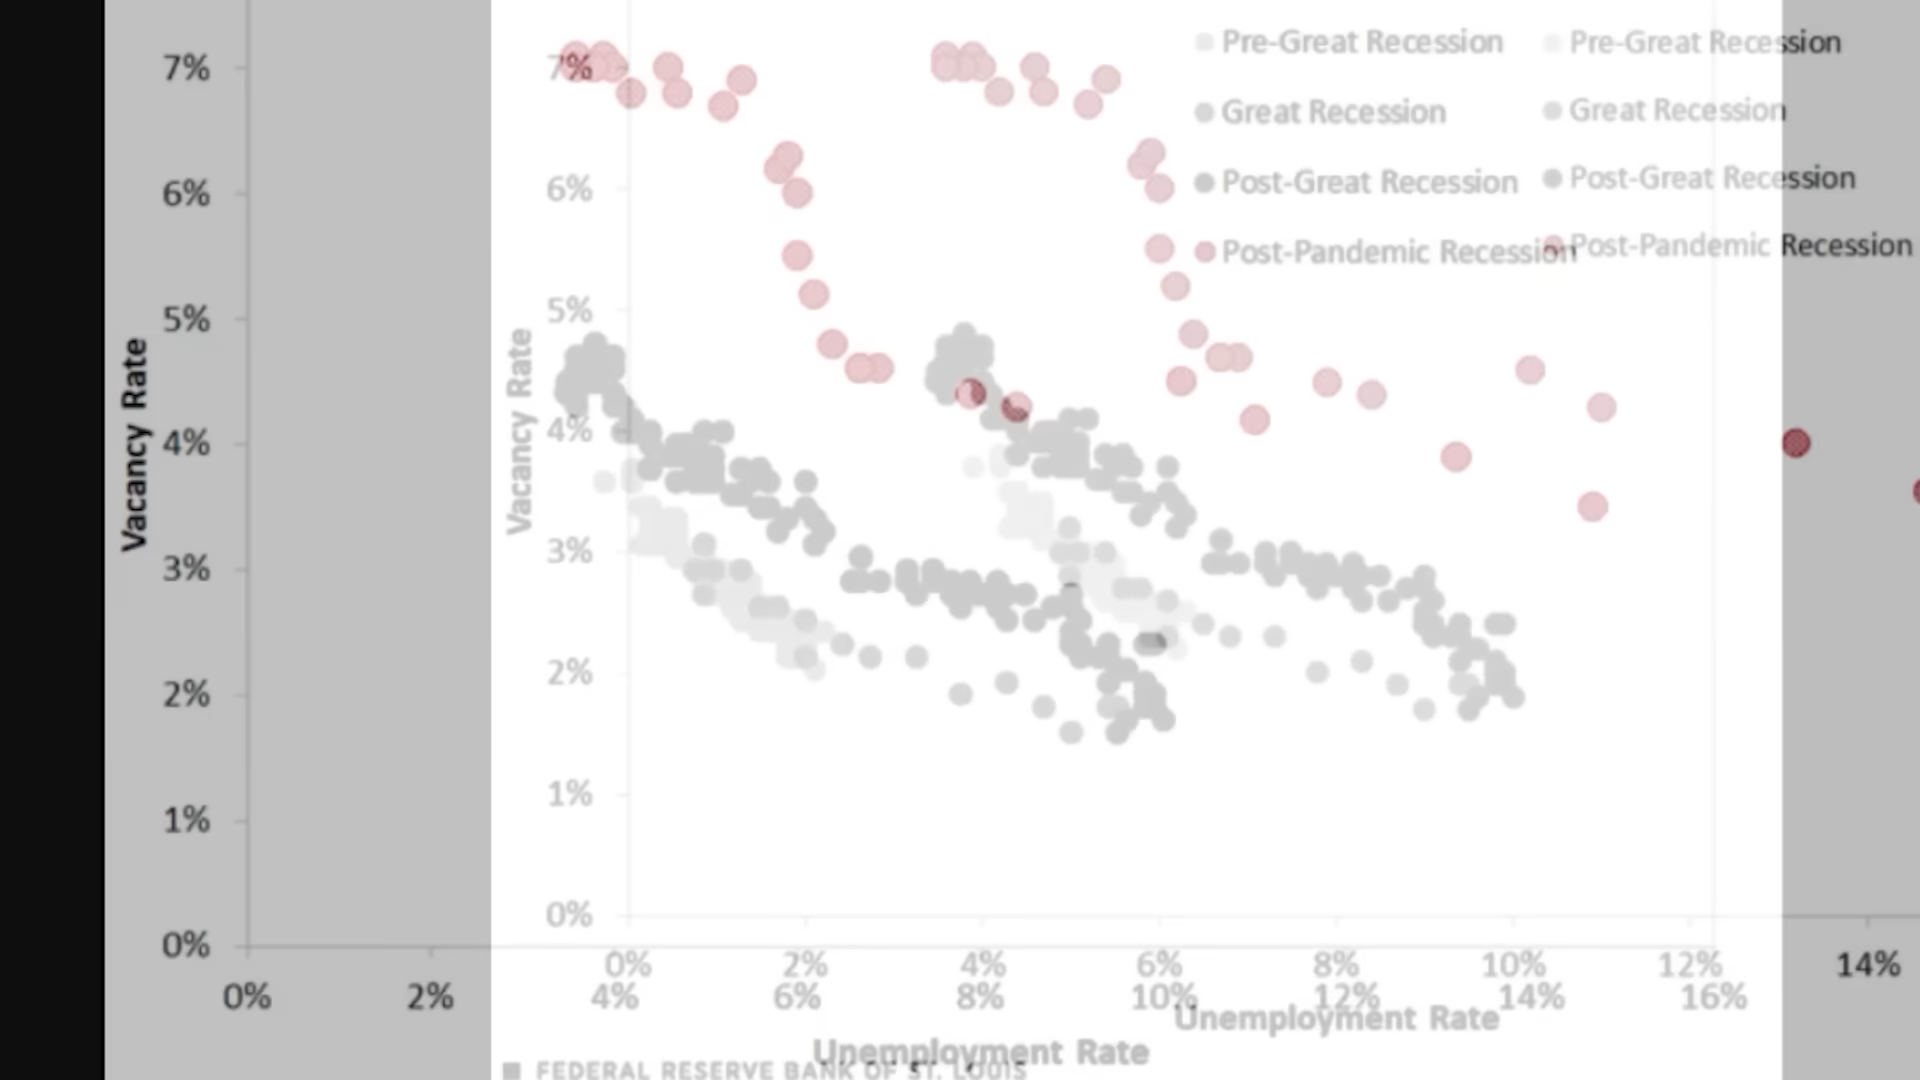 Pre-Great Recession
Pre-Great Recession
Great Recession
Great Recession
Post-Great Recession
Post-Great Recession
Post-Pandemic Recession
Post-Pandemic Recession
7%
6%
5%
4%
3%
2%
1%
0%
7%
6%
5%
4%
3%
2%
1%
0%
Vacancy Rate
Vacancy Rate
0% 2% 4% 6% 8% 10% 12% 14%
0% 2% 4% 6% 8% 10% 12% 14% 16%
Unemployment Rate
Unemployment Rate
FEDERAL RESERVE BANK OF ST. LOUIS